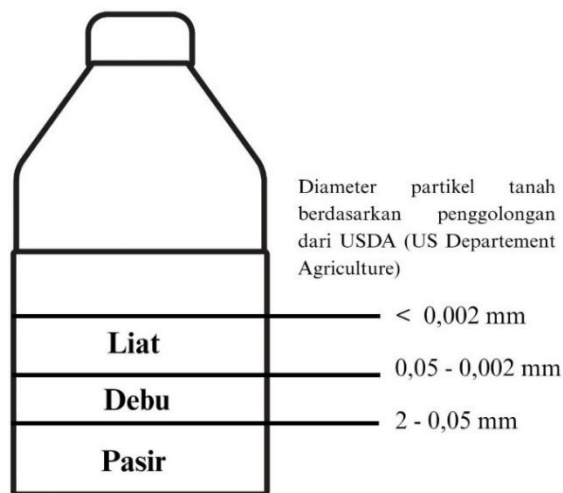 Diameter partikel tanah
berdasarkan penggolongan
dari USDA (US Departement
Agriculture)
< 0,002 mm
Liat
0,05 - 0,002 mm
Debu
2 - 0,05 mm
Pasir